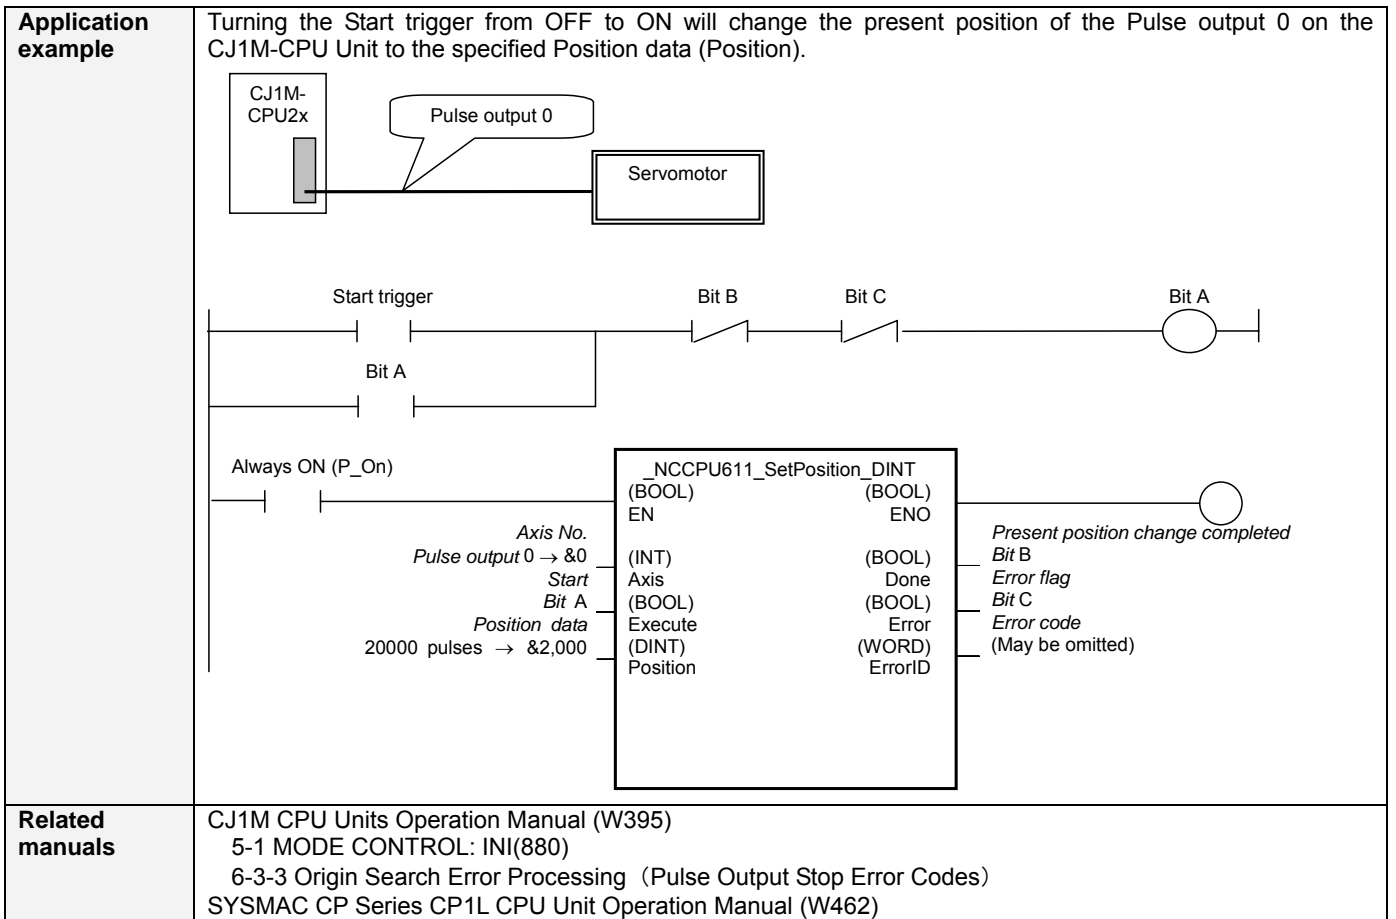 Application
example
Turning the Start trigger from OFF to ON will change the present position of the Pulse output 0 on the
CJ1M-CPU Unit to the specified Position data (Position).
CJ1M-
CPU2x
Pulse output 0
Servomotor
Start trigger
Bit B
Bit C
Bit A
Bit A
Always ON (P_On)
_NCCPU611_SetPosition_DINT
(BOOL) (BOOL)
EN ENO
Axis No.
Pulse output 0 → &0
(INT) (BOOL)
Axis Done
Start
Bit A
(BOOL) (BOOL)
Execute Error
Position data
20000 pulses → &2,000
(DINT) (WORD)
Position ErrorID
Present position change completed
Bit B
Error flag
Bit C
Error code
(May be omitted)
Related
manuals
CJ1M CPU Units Operation Manual (W395)
5-1 MODE CONTROL: INI(880)
6-3-3 Origin Search Error Processing（Pulse Output Stop Error Codes）
SYSMAC CP Series CP1L CPU Unit Operation Manual (W462)